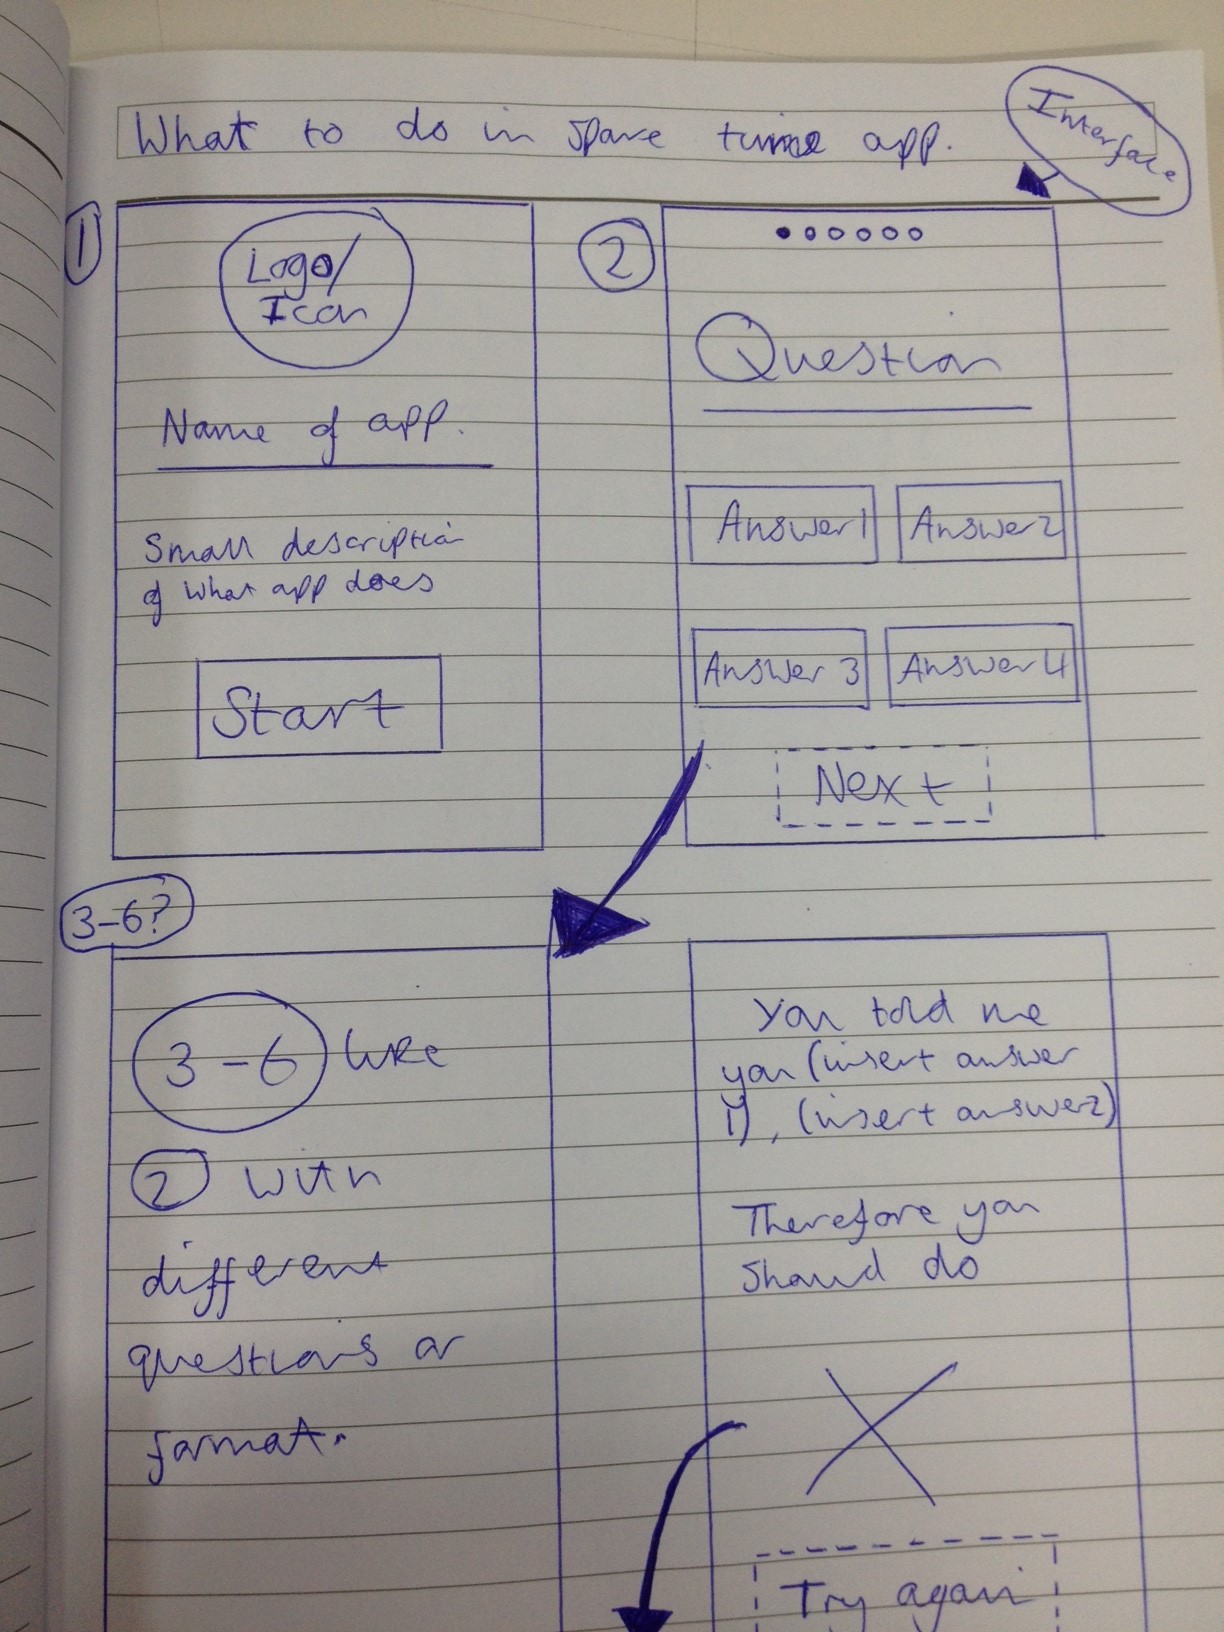 What to do in spare time app.
Interface
1
Logo/
Icon
Name of app.
Small description
of what app does
Start
2
Question
Answer 1
Answer 2
Answer 3
Answer 4
Next
3-6?
3-6 like
2 with
different
questions or
format.
You told me
you (insert answer
1), (insert answer 2)
Therefore you
should do
X
Try again